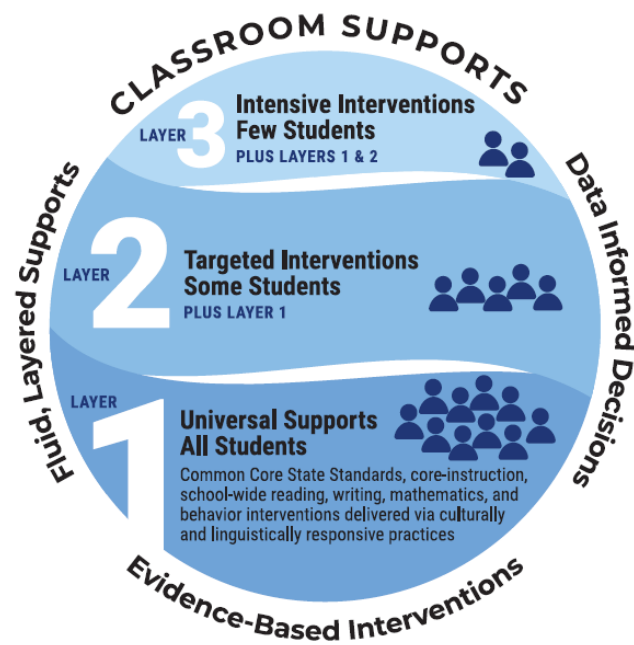 CLASSROOM SUPPORTS
Fluid, Layered Supports
Data Informed Decisions
LAYER 3
Intensive Interventions
Few Students
PLUS LAYERS 1 & 2
LAYER 2
Targeted Interventions
Some Students
PLUS LAYER 1
LAYER 1
Universal Supports
All Students
Common Core State Standards, core-instruction,
school-wide reading, writing, mathematics, and
behavior interventions delivered via culturally
and linguistically responsive practices
Evidence-Based Interventions